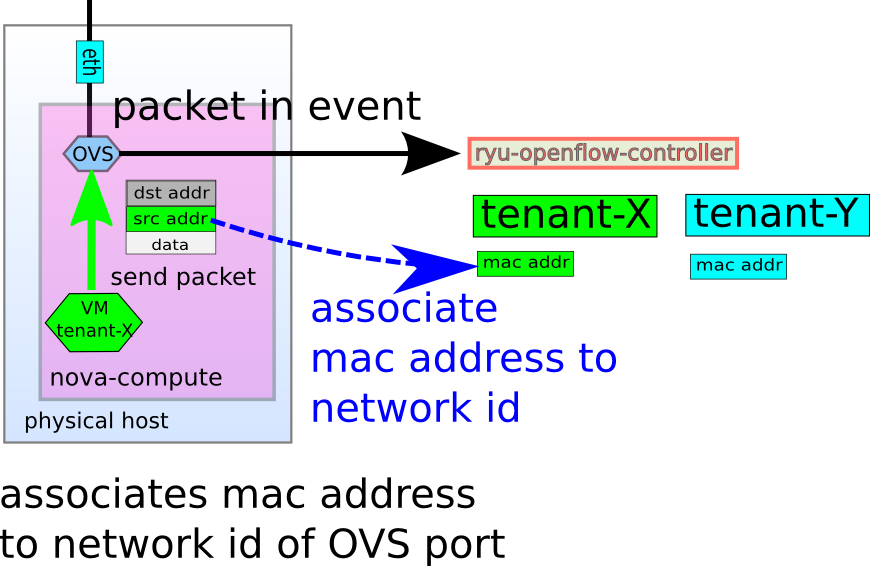 eth
packet in event
OVS
ryu-openflow-controller
dst addr
src addr
data
tenant-X
tenant-Y
mac addr
mac addr
send packet
VM
tenant-X
associate
mac address to
network id
nova-compute
physical host
associates mac address
to network id of OVS port